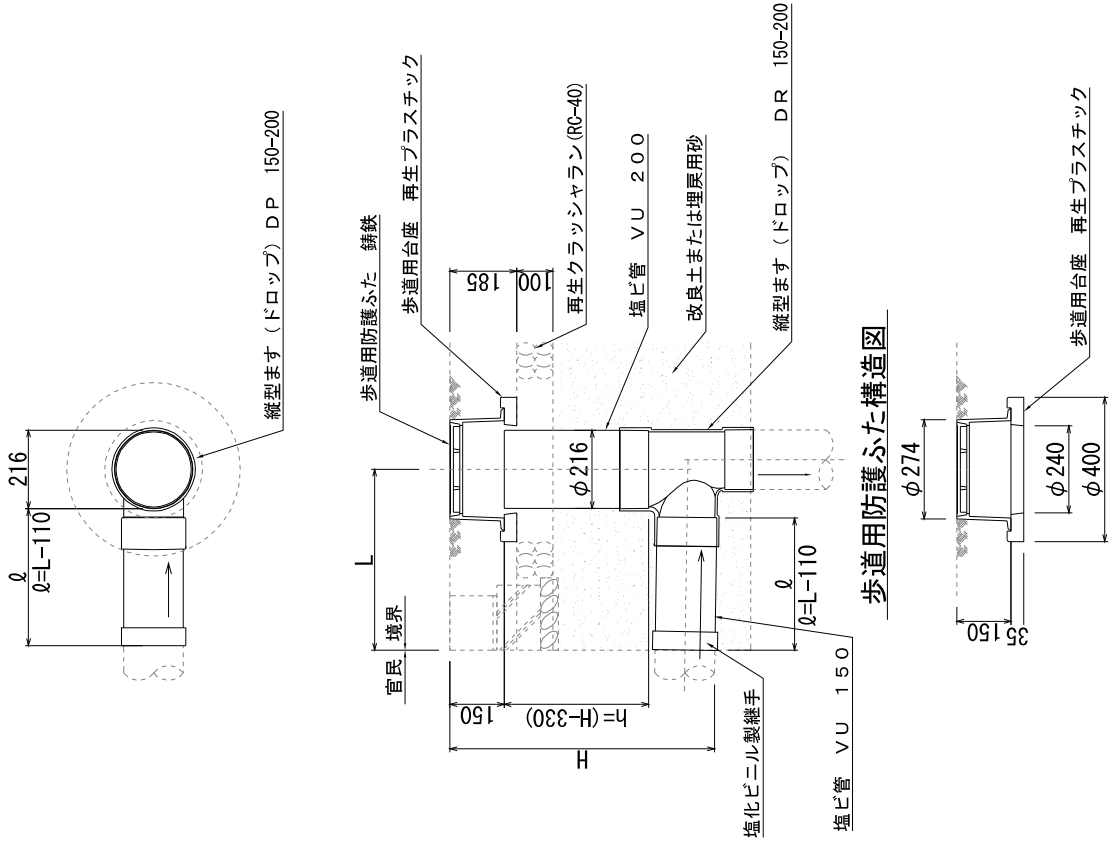 216
ℓ
ℓ=L-110
縦型ます（ドロップ）ＤＰ 150-200
歩道用防護ふた　鋳鉄
歩道用台座　再生プラスチック
185
100
再生クラッシャラン(RC-40)
塩ビ管　ＶＵ　２００
改良土または埋戻用砂
縦型ます（ドロップ）　ＤＲ　150-200
L
φ216
官民
境界
150
h=(H-330)
H
ℓ
ℓ=L-110
塩化ビニル製継手
塩ビ管　ＶＵ　１５０
歩道用防護ふた構造図
φ274
φ240
φ400
150
35
歩道用台座　再生プラスチック